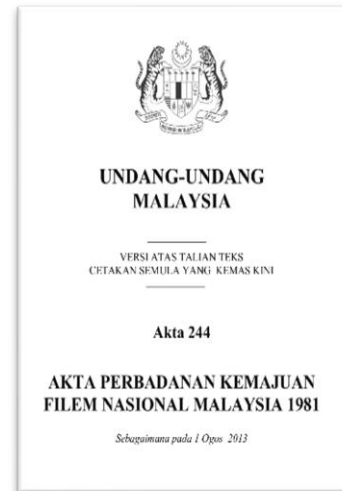 UNDANG-UNDANG
MALAYSIA
VERSI ATAS TALIAN TEKS
CETAKAN SEMULA YANG KEMAS KINI
Akta 244
AKTA PERBADANAN KEMAJUAN
FILEM NASIONAL MALAYSIA 1981
Sebagaimana pada 1 Ogos 2013